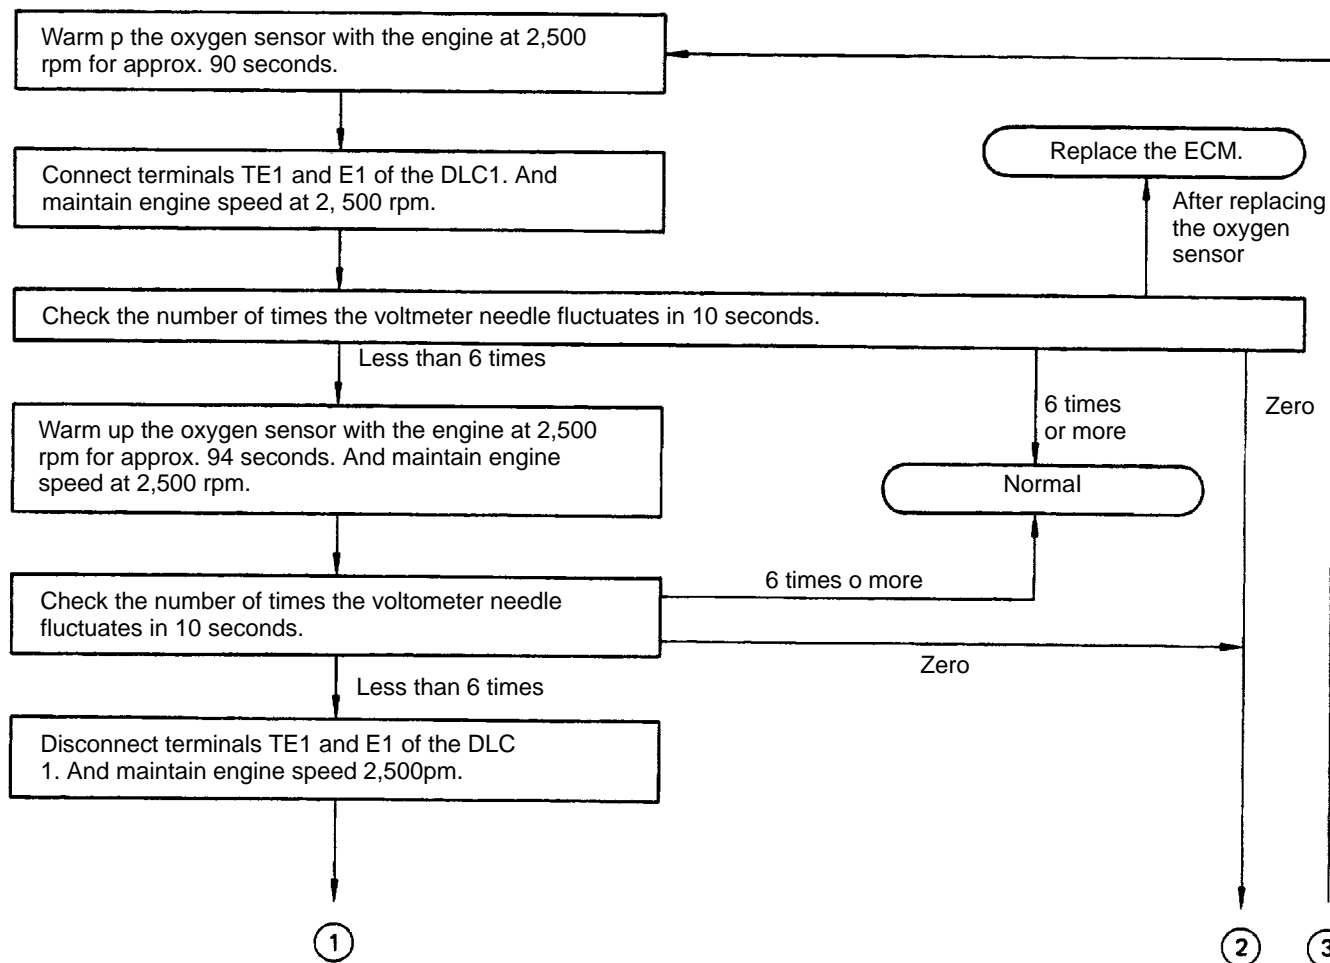 Warm p the oxygen sensor with the engine at 2,500
rpm for approx. 90 seconds.
Connect terminals TE1 and E1 of the DLC1. And
maintain engine speed at 2, 500 rpm.
Replace the ECM.
After replacing
the oxygen
sensor
Check the number of times the voltmeter needle fluctuates in 10 seconds.
Less than 6 times
6 times
or more
Zero
Warm up the oxygen sensor with the engine at 2,500
rpm for approx. 94 seconds. And maintain engine
speed at 2,500 rpm.
Normal
Check the number of times the voltometer needle
fluctuates in 10 seconds.
6 times o more
Zero
Less than 6 times
Disconnect terminals TE1 and E1 of the DLC
1. And maintain engine speed 2,500pm.
1
2
3